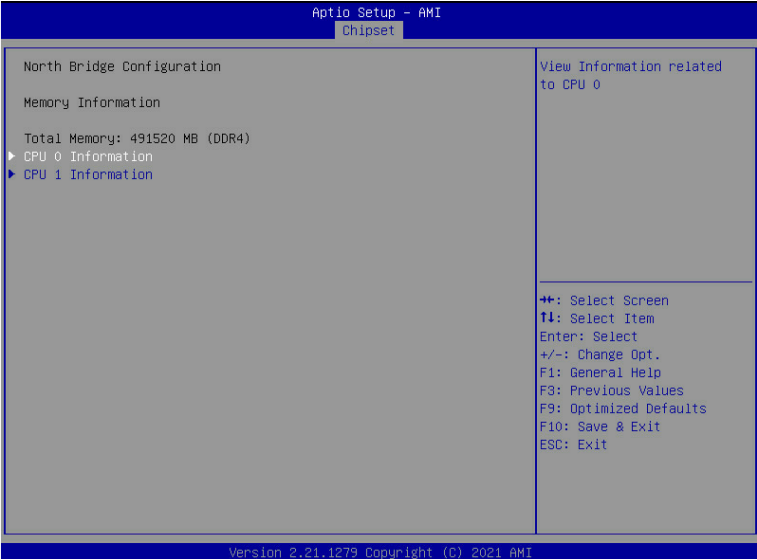 Aptio Setup – AMI
Chipset
North Bridge Configuration
Memory Information
Total Memory: 491520 MB (DDR4)
CPU 0 Information
CPU 1 Information
View Information related
to CPU 0
→←: Select Screen
↑↓: Select Item
Enter: Select
+/-: Change Opt.
F1: General Help
F3: Previous Values
F9: Optimized Defaults
F10: Save & Exit
ESC: Exit
Version 2.21.1279 Copyright (C) 2021 AMI